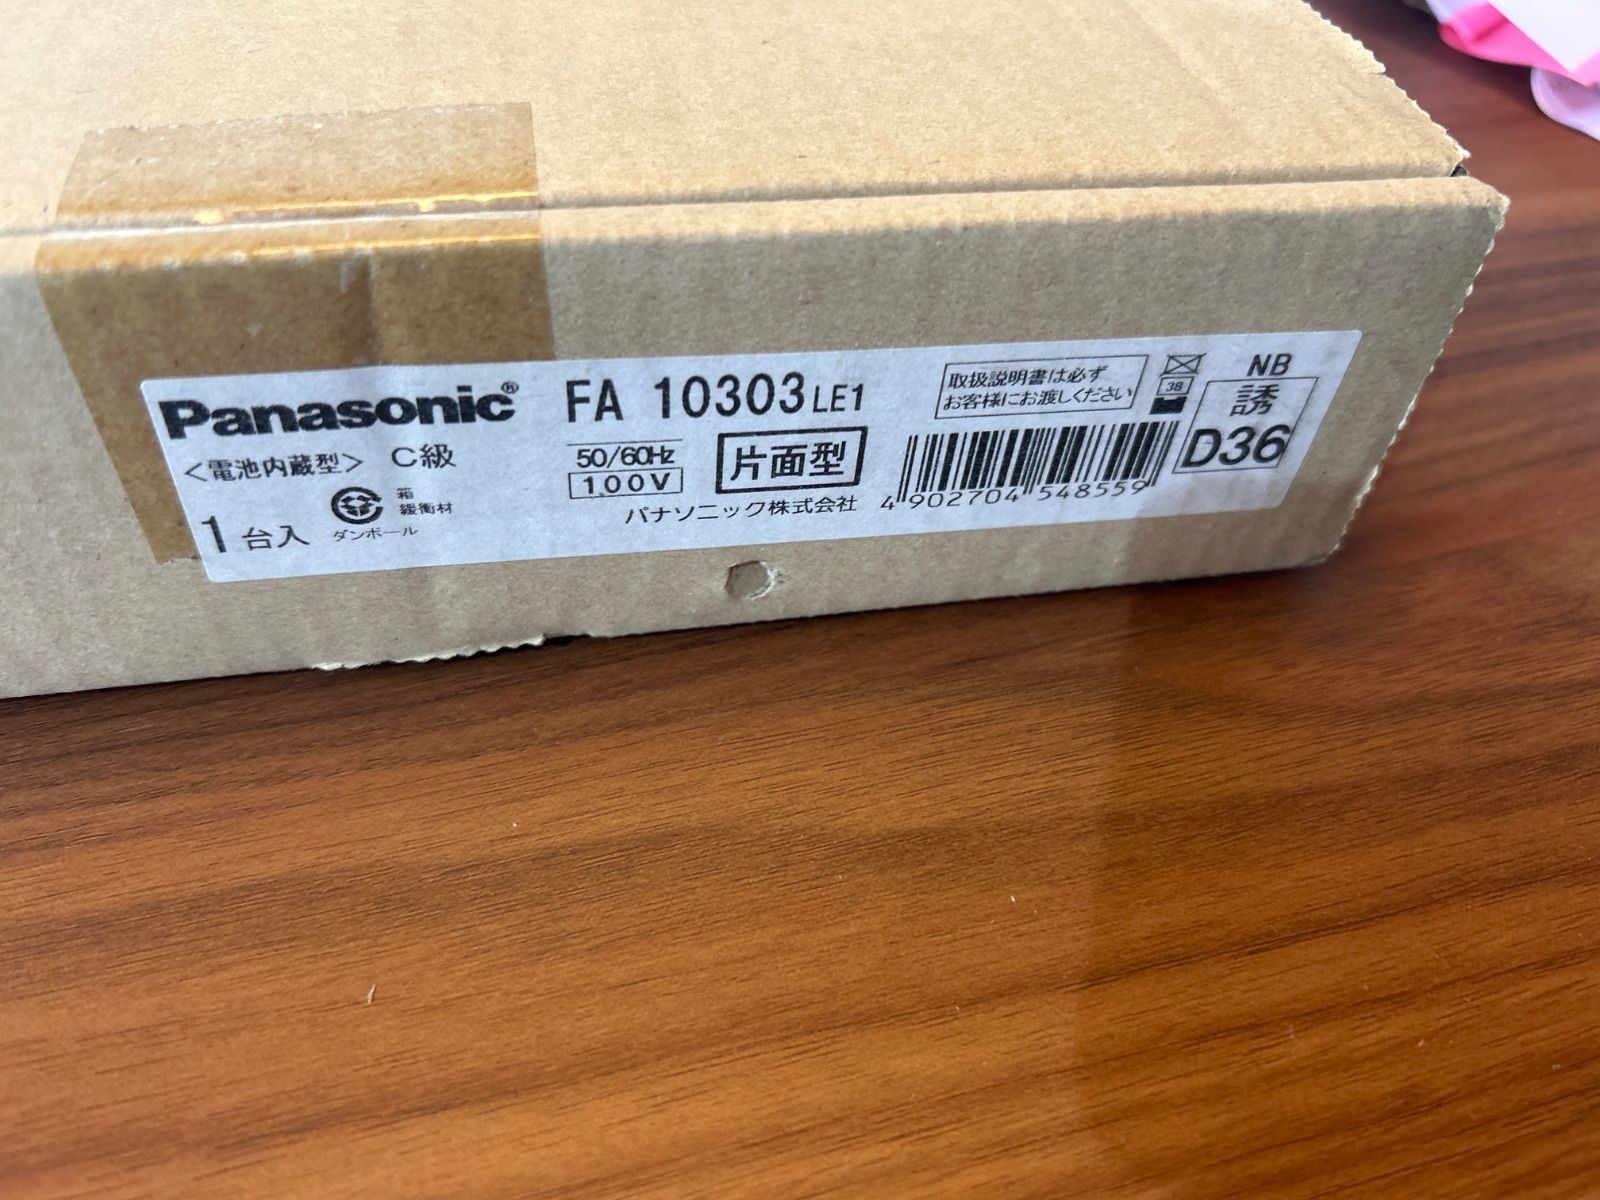 Panasonic® FA 10303 LE1
<電池内蔵型> C級
50/60Hz
100V
片面型
パナソニック株式会社
1台入
箱
緩衝材
ダンボール
取扱説明書は必ず
お客様にお渡しください
38
4 902704 548559
NB
誘
D36